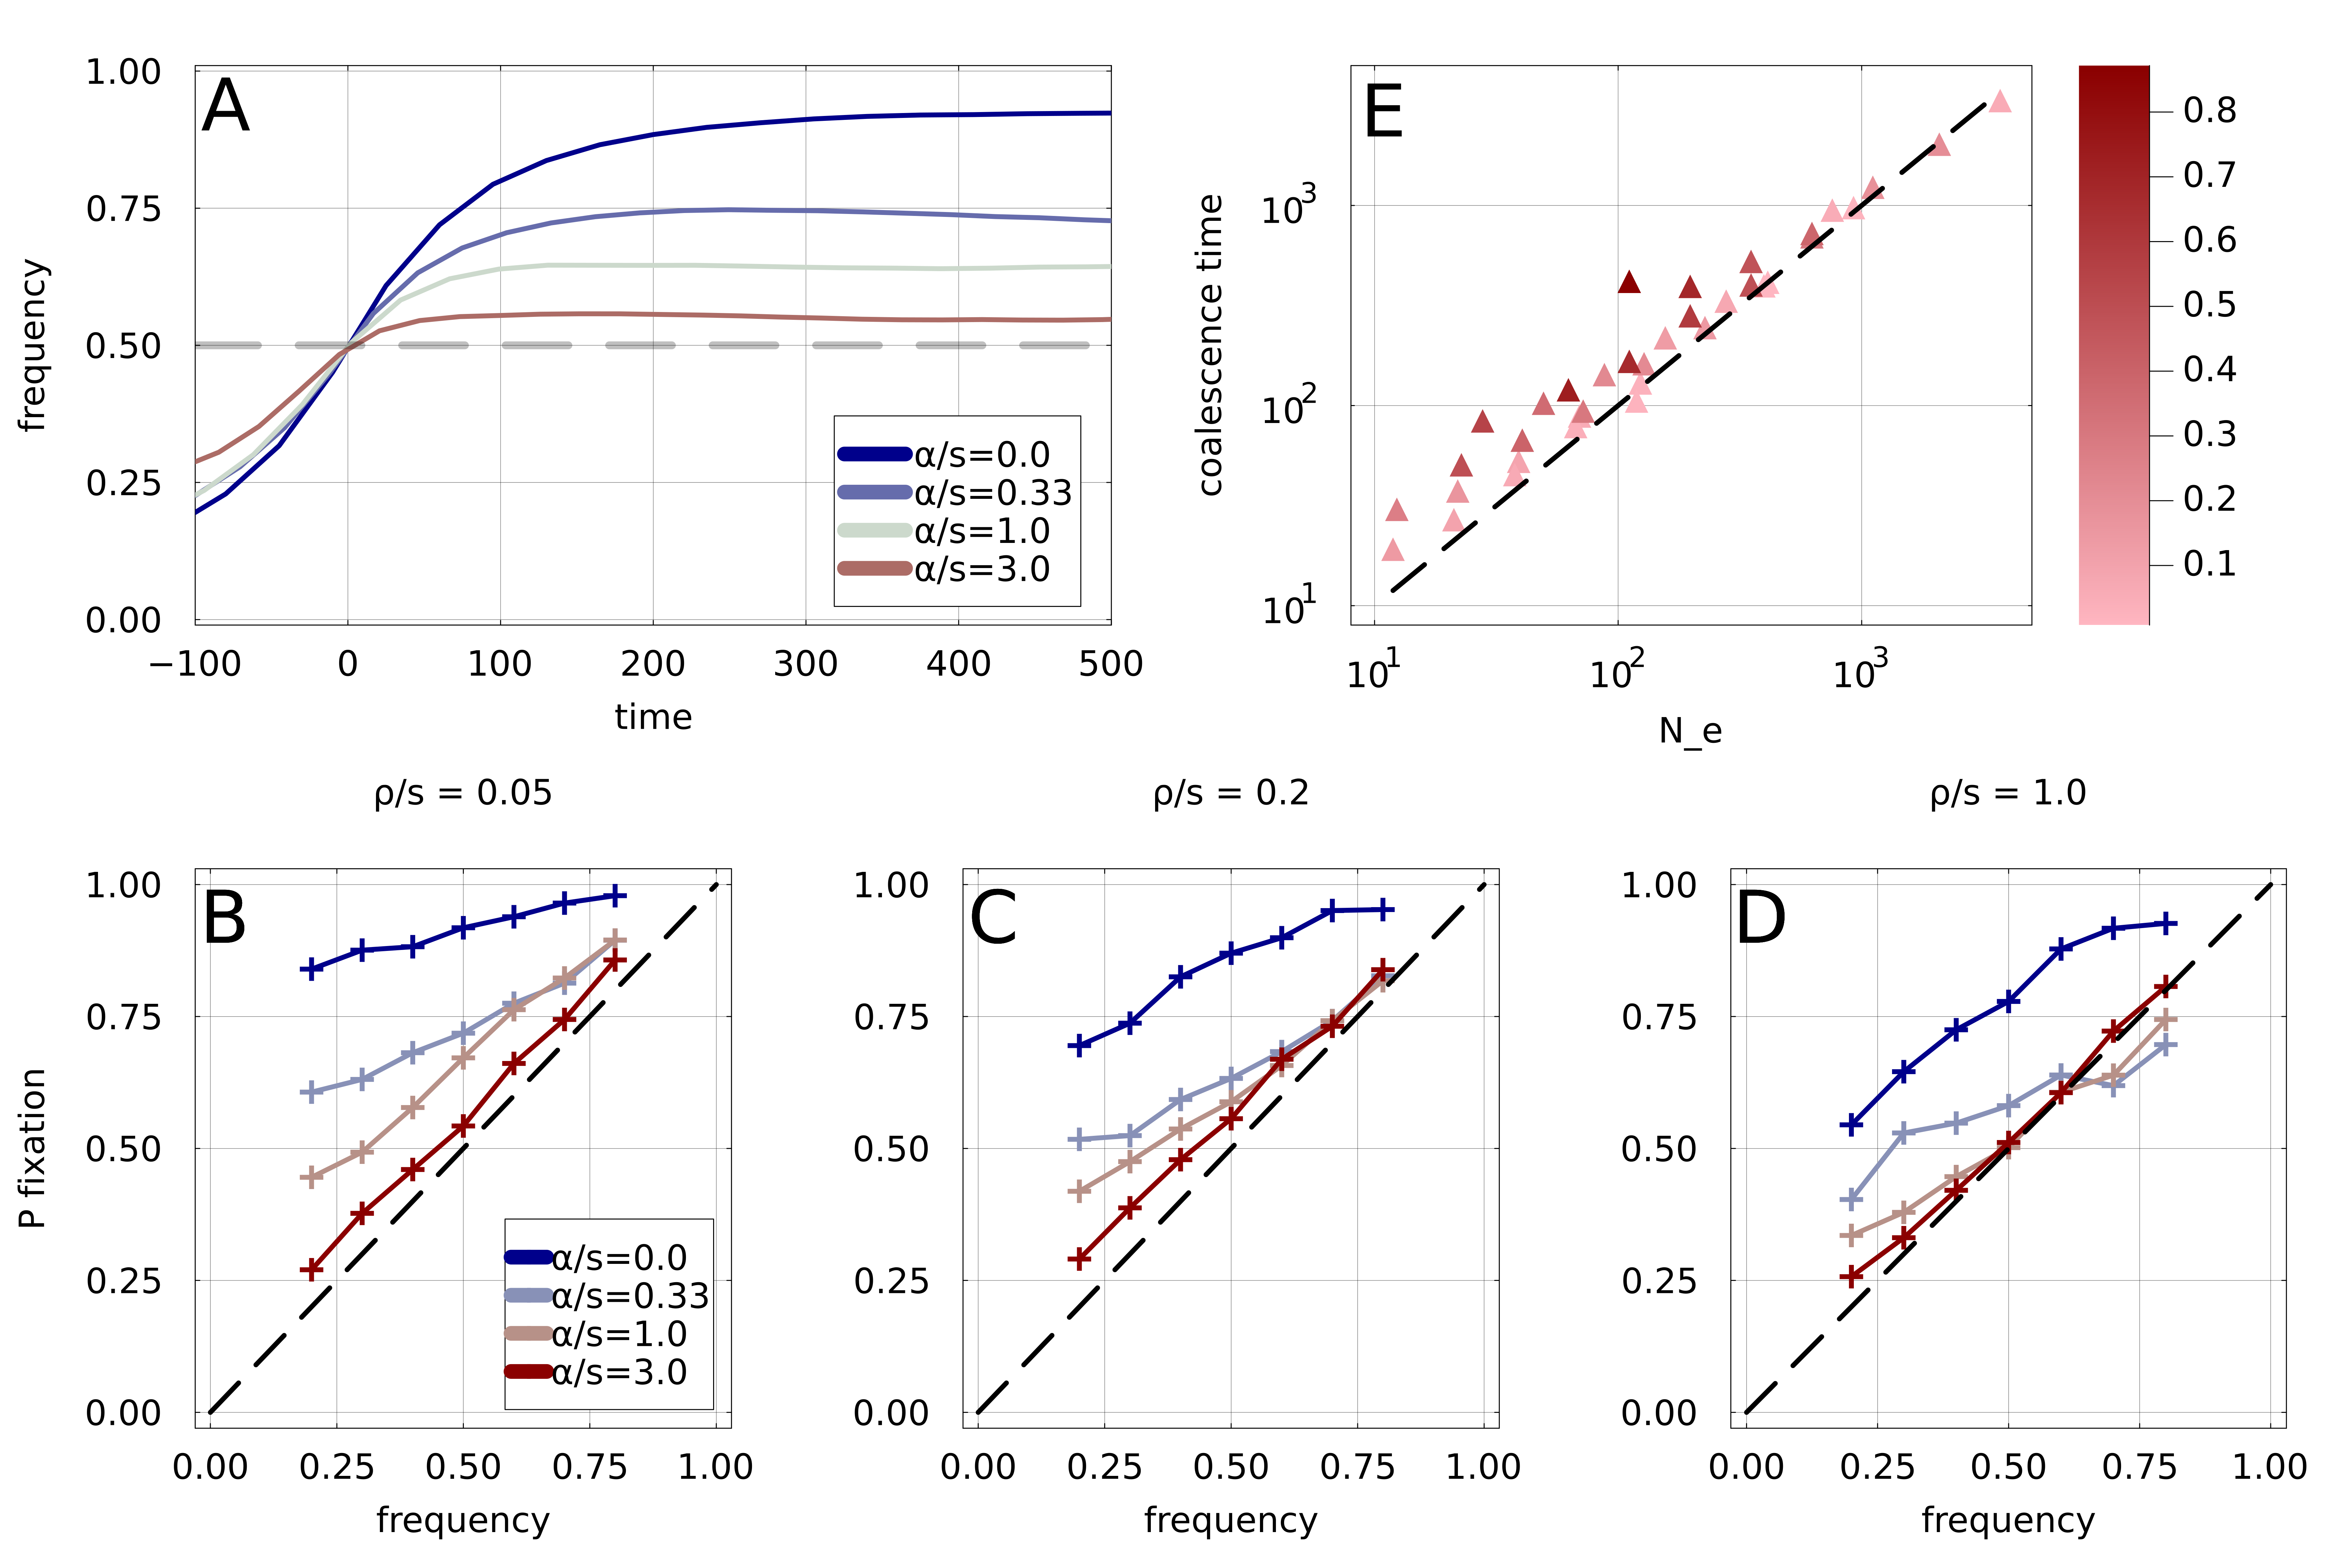 A
1.00
0.75
0.50
0.25
0.00
frequency
−100 0 100 200 300 400 500
time
α/s=0.0
α/s=0.33
α/s=1.0
α/s=3.0
E
10^3
10^2
10^1
coalescence time
10^1 10^2 10^3
N_e
0.8
0.7
0.6
0.5
0.4
0.3
0.2
0.1
ρ/s = 0.05
B
1.00
0.75
0.50
0.25
0.00
P fixation
0.00 0.25 0.50 0.75 1.00
frequency
α/s=0.0
α/s=0.33
α/s=1.0
α/s=3.0
ρ/s = 0.2
C
1.00
0.75
0.50
0.25
0.00
0.00 0.25 0.50 0.75 1.00
frequency
ρ/s = 1.0
D
1.00
0.75
0.50
0.25
0.00
0.00 0.25 0.50 0.75 1.00
frequency